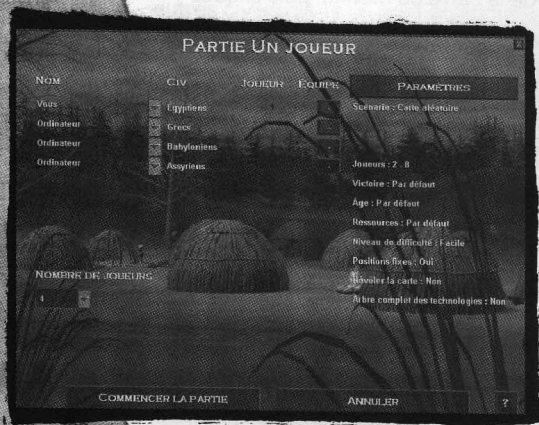 PARTIE UN JOUEUR
NOM CIV JOUEUR EQUIPE PARAMÈTRES
Vous Egyptiens Scénario : Carte aléatoire
Ordinateur Grecs
Ordinateur Babyloniens
Ordinateur Assyriens
Joueurs : 2 - 8
Victoire : Par défaut
Age : Par défaut
Ressources : Par défaut
Niveau de difficulté : Facile
Positions fixes : Oui
NOMBRE DE JOUEURS
Révéler la carte : Non
4
Arbre complet des technologies : Non
COMMENCER LA PARTIE ANNULER ?